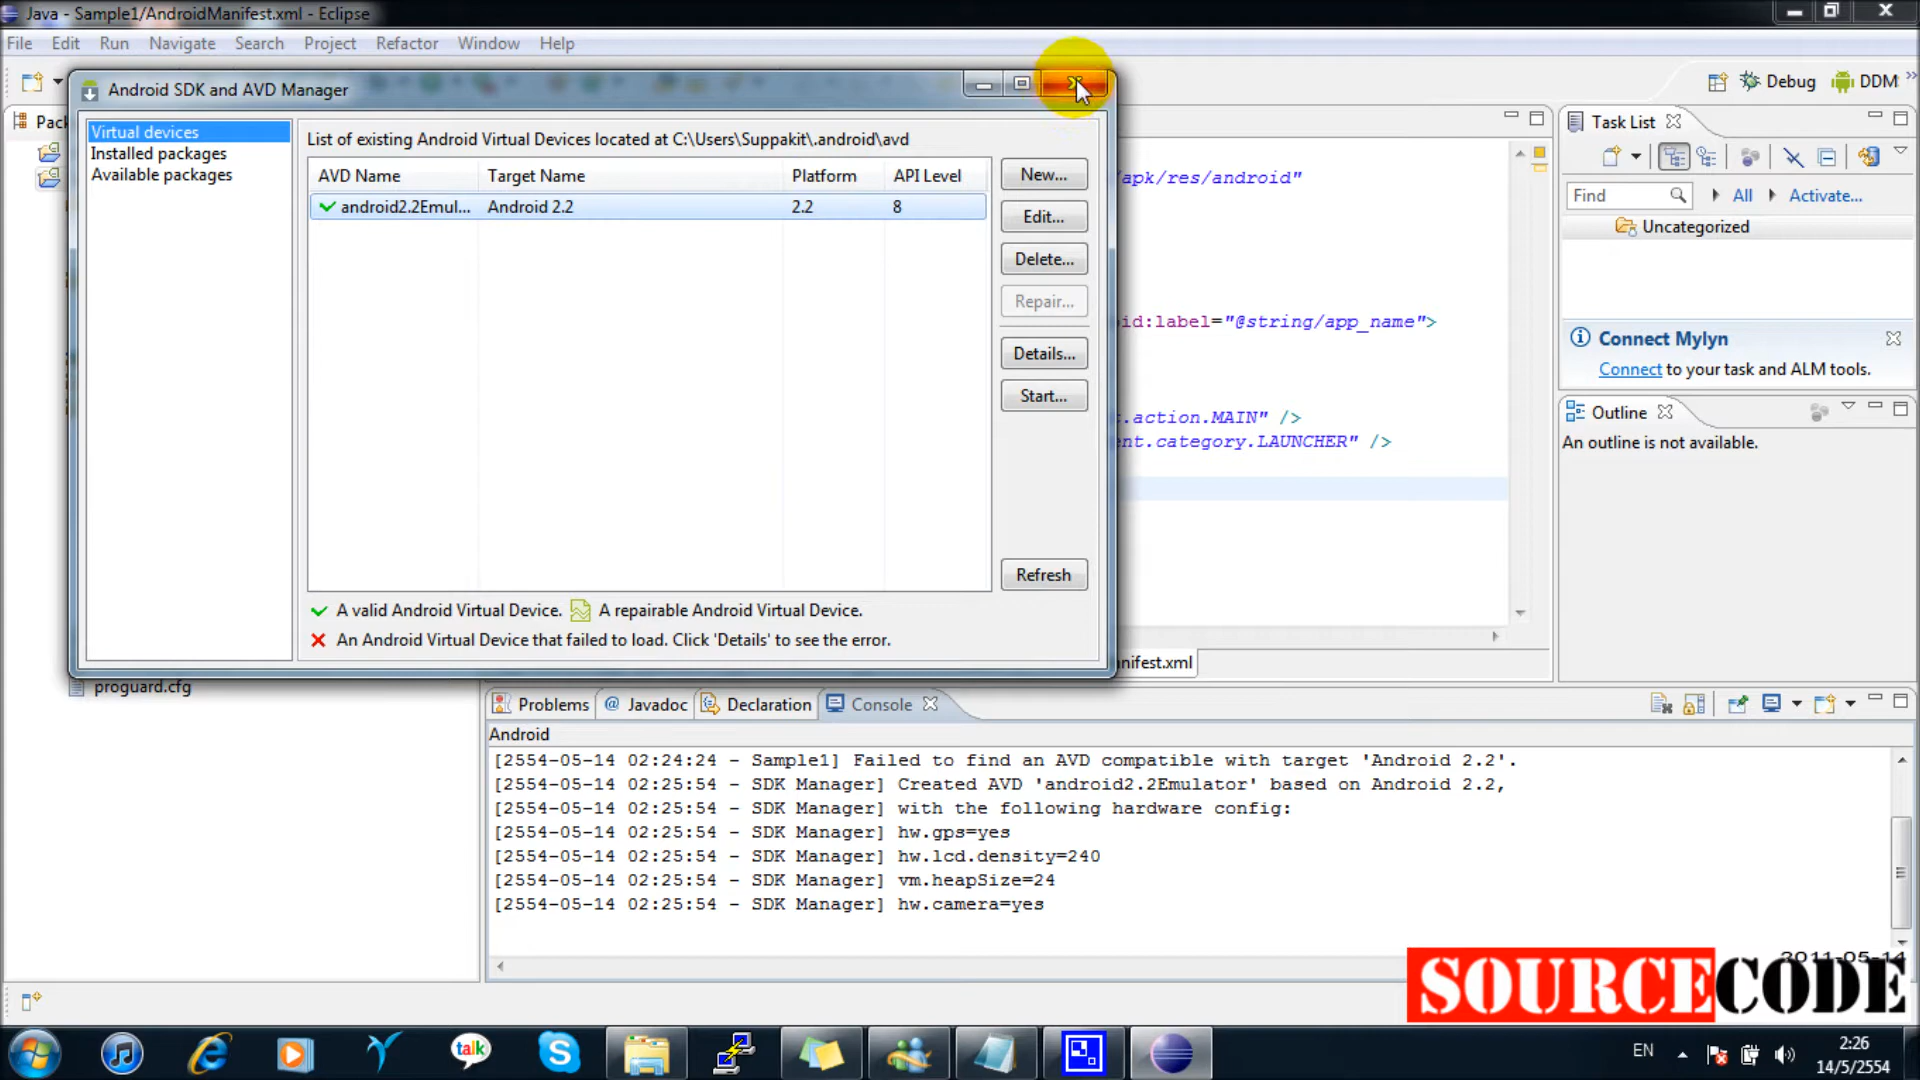 Java - Sample1/AndroidManifest.xml - Eclipse
File Edit Run Navigate Search Project Refactor Window Help
Debug DDM
Android SDK and AVD Manager
Virtual devices
Installed packages
Available packages
List of existing Android Virtual Devices located at C:\Users\Suppakit\.android\avd
AVD Name Target Name Platform API Level
android2.2Emul... Android 2.2 2.2 8
New...
Edit...
Delete...
Repair...
Details...
Start...
Refresh
A valid Android Virtual Device. A repairable Android Virtual Device.
An Android Virtual Device that failed to load. Click 'Details' to see the error.
Pack
proguard.cfg
/apk/res/android"
id:label="@string/app_name">
.action.MAIN" />
nt.category.LAUNCHER" />
nifest.xml
Task List
Find All Activate...
Uncategorized
Connect Mylyn
Connect to your task and ALM tools.
Outline
An outline is not available.
Problems @ Javadoc Declaration Console
Android
[2554-05-14 02:24:24 - Sample1] Failed to find an AVD compatible with target 'Android 2.2'.
[2554-05-14 02:25:54 - SDK Manager] Created AVD 'android2.2Emulator' based on Android 2.2,
[2554-05-14 02:25:54 - SDK Manager] with the following hardware config:
[2554-05-14 02:25:54 - SDK Manager] hw.gps=yes
[2554-05-14 02:25:54 - SDK Manager] hw.lcd.density=240
[2554-05-14 02:25:54 - SDK Manager] vm.heapSize=24
[2554-05-14 02:25:54 - SDK Manager] hw.camera=yes
2011-05-14
SOURCECODE
talk
EN
2:26
14/5/2554